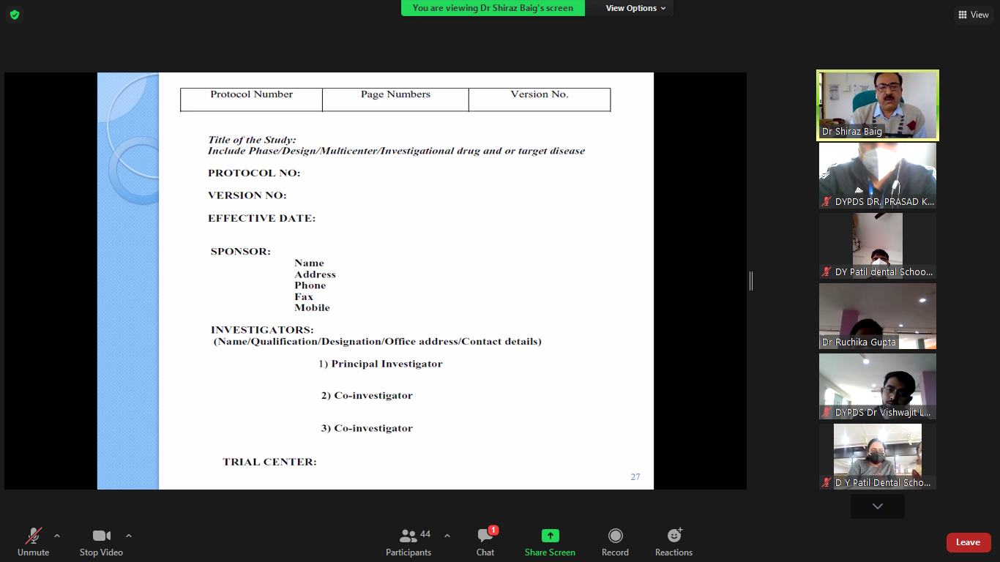 You are viewing Dr Shiraz Baig's screen
View Options
View
Protocol Number
Page Numbers
Version No.
Title of the Study:
Include Phase/Design/Multicenter/Investigational drug and or target disease
PROTOCOL NO:
VERSION NO:
EFFECTIVE DATE:
SPONSOR:
Name
Address
Phone
Fax
Mobile
INVESTIGATORS:
(Name/Qualification/Designation/Office address/Contact details)
1) Principal Investigator
2) Co-investigator
3) Co-investigator
TRIAL CENTER:
27
Dr Shiraz Baig
DYPDS DR. PRASAD K...
DY Patil dental Schoo...
Dr Ruchika Gupta
DYPDS Dr Vishwajit L...
D Y Patil Dental Scho...
Unmute
Stop Video
44
Participants
1
Chat
Share Screen
Record
Reactions
Leave